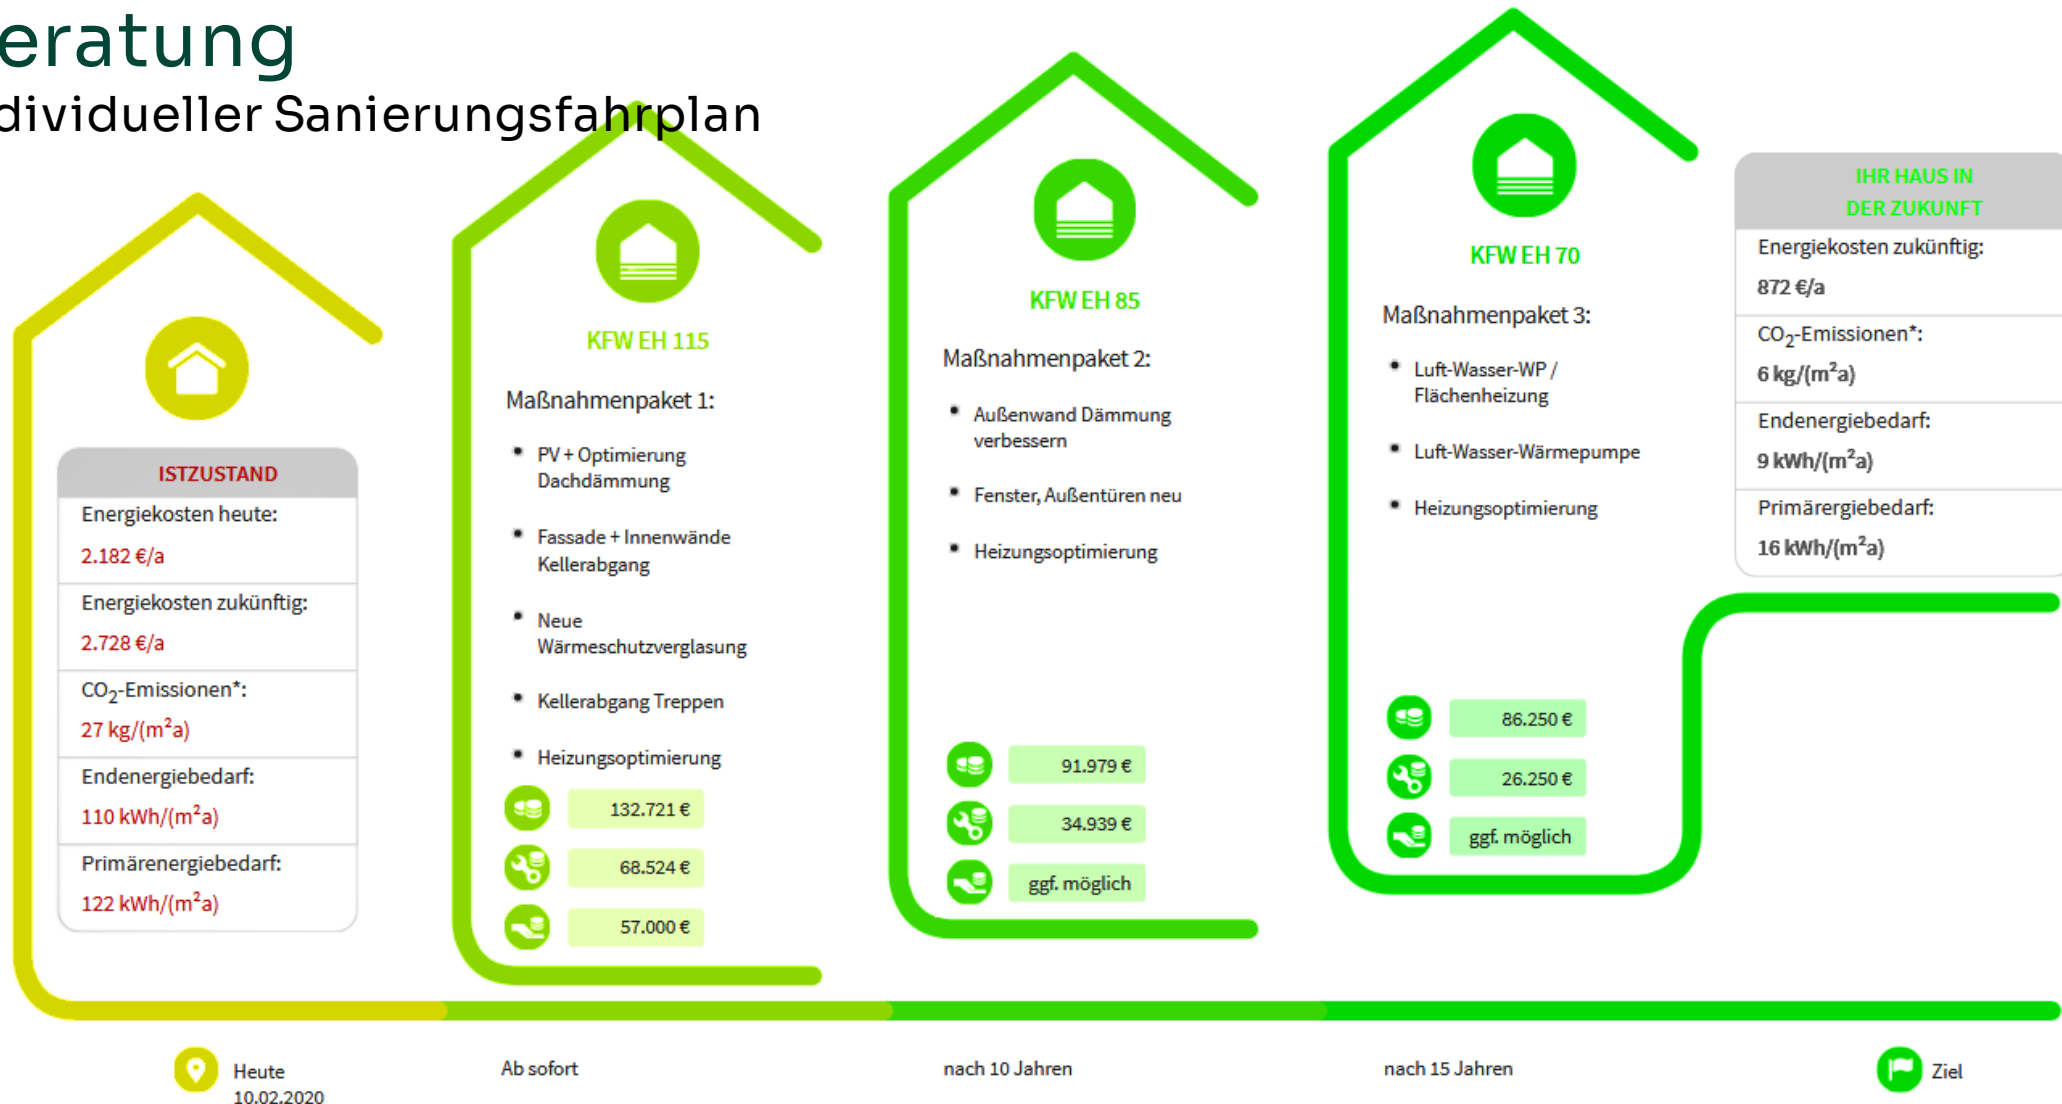 eratung
dividueller Sanierungsfahrplan
ISTZUSTAND
Energiekosten heute:
2.182 €/a
Energiekosten zukünftig:
2.728 €/a
CO₂-Emissionen*:
27 kg/(m²a)
Endenergiebedarf:
110 kWh/(m²a)
Primärenergiebedarf:
122 kWh/(m²a)
KFW EH 115
Maßnahmenpaket 1:
• PV + Optimierung
Dachdämmung
• Fassade + Innenwände
Kellerabgang
• Neue
Wärmeschutzverglasung
• Kellerabgang Treppen
• Heizungsoptimierung
132.721 €
68.524 €
57.000 €
KFW EH 85
Maßnahmenpaket 2:
• Außenwand Dämmung
verbessern
• Fenster, Außentüren neu
• Heizungsoptimierung
91.979 €
34.939 €
ggf. möglich
KFW EH 70
Maßnahmenpaket 3:
• Luft-Wasser-WP /
Flächenheizung
• Luft-Wasser-Wärmepumpe
• Heizungsoptimierung
86.250 €
26.250 €
ggf. möglich
IHR HAUS IN
DER ZUKUNFT
Energiekosten zukünftig:
872 €/a
CO₂-Emissionen*:
6 kg/(m²a)
Endenergiebedarf:
9 kWh/(m²a)
Primärergiebedarf:
16 kWh/(m²a)
Heute
10.02.2020
Ab sofort
nach 10 Jahren
nach 15 Jahren
Ziel